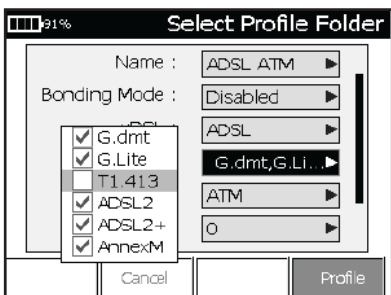 91% Select Profile Folder
Name : ADSL ATM
Bonding Mode : Disabled
ADSL
G.dmt,G.Li...
ATM
0
G.dmt
G.Lite
T1.413
ADSL2
ADSL2+
AnnexM
Cancel Profile